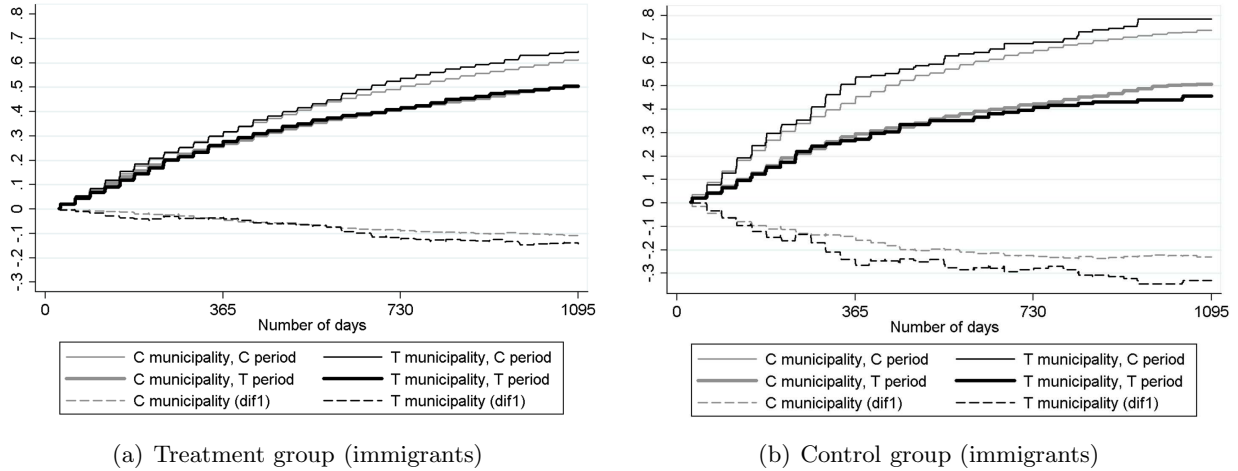 .8
.7
.6
.5
.4
.3
.2
.1
0
-.1
-.2
-.3
0 365 730 1095
Number of days
C municipality, C period T municipality, C period
C municipality, T period T municipality, T period
C municipality (dif1) T municipality (dif1)
(a) Treatment group (immigrants)
.8
.7
.6
.5
.4
.3
.2
.1
0
-.1
-.2
-.3
0 365 730 1095
Number of days
C municipality, C period T municipality, C period
C municipality, T period T municipality, T period
C municipality (dif1) T municipality (dif1)
(b) Control group (immigrants)